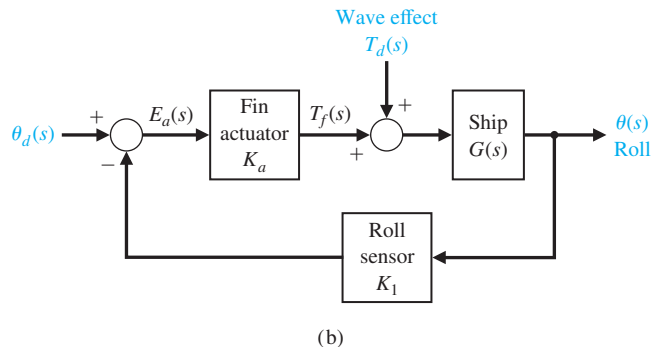 Wave effect
T_d(s)
θ_d(s)
+
−
E_a(s)
Fin
actuator
K_a
T_f(s)
+
+
Ship
G(s)
θ(s)
Roll
Roll
sensor
K_1
(b)